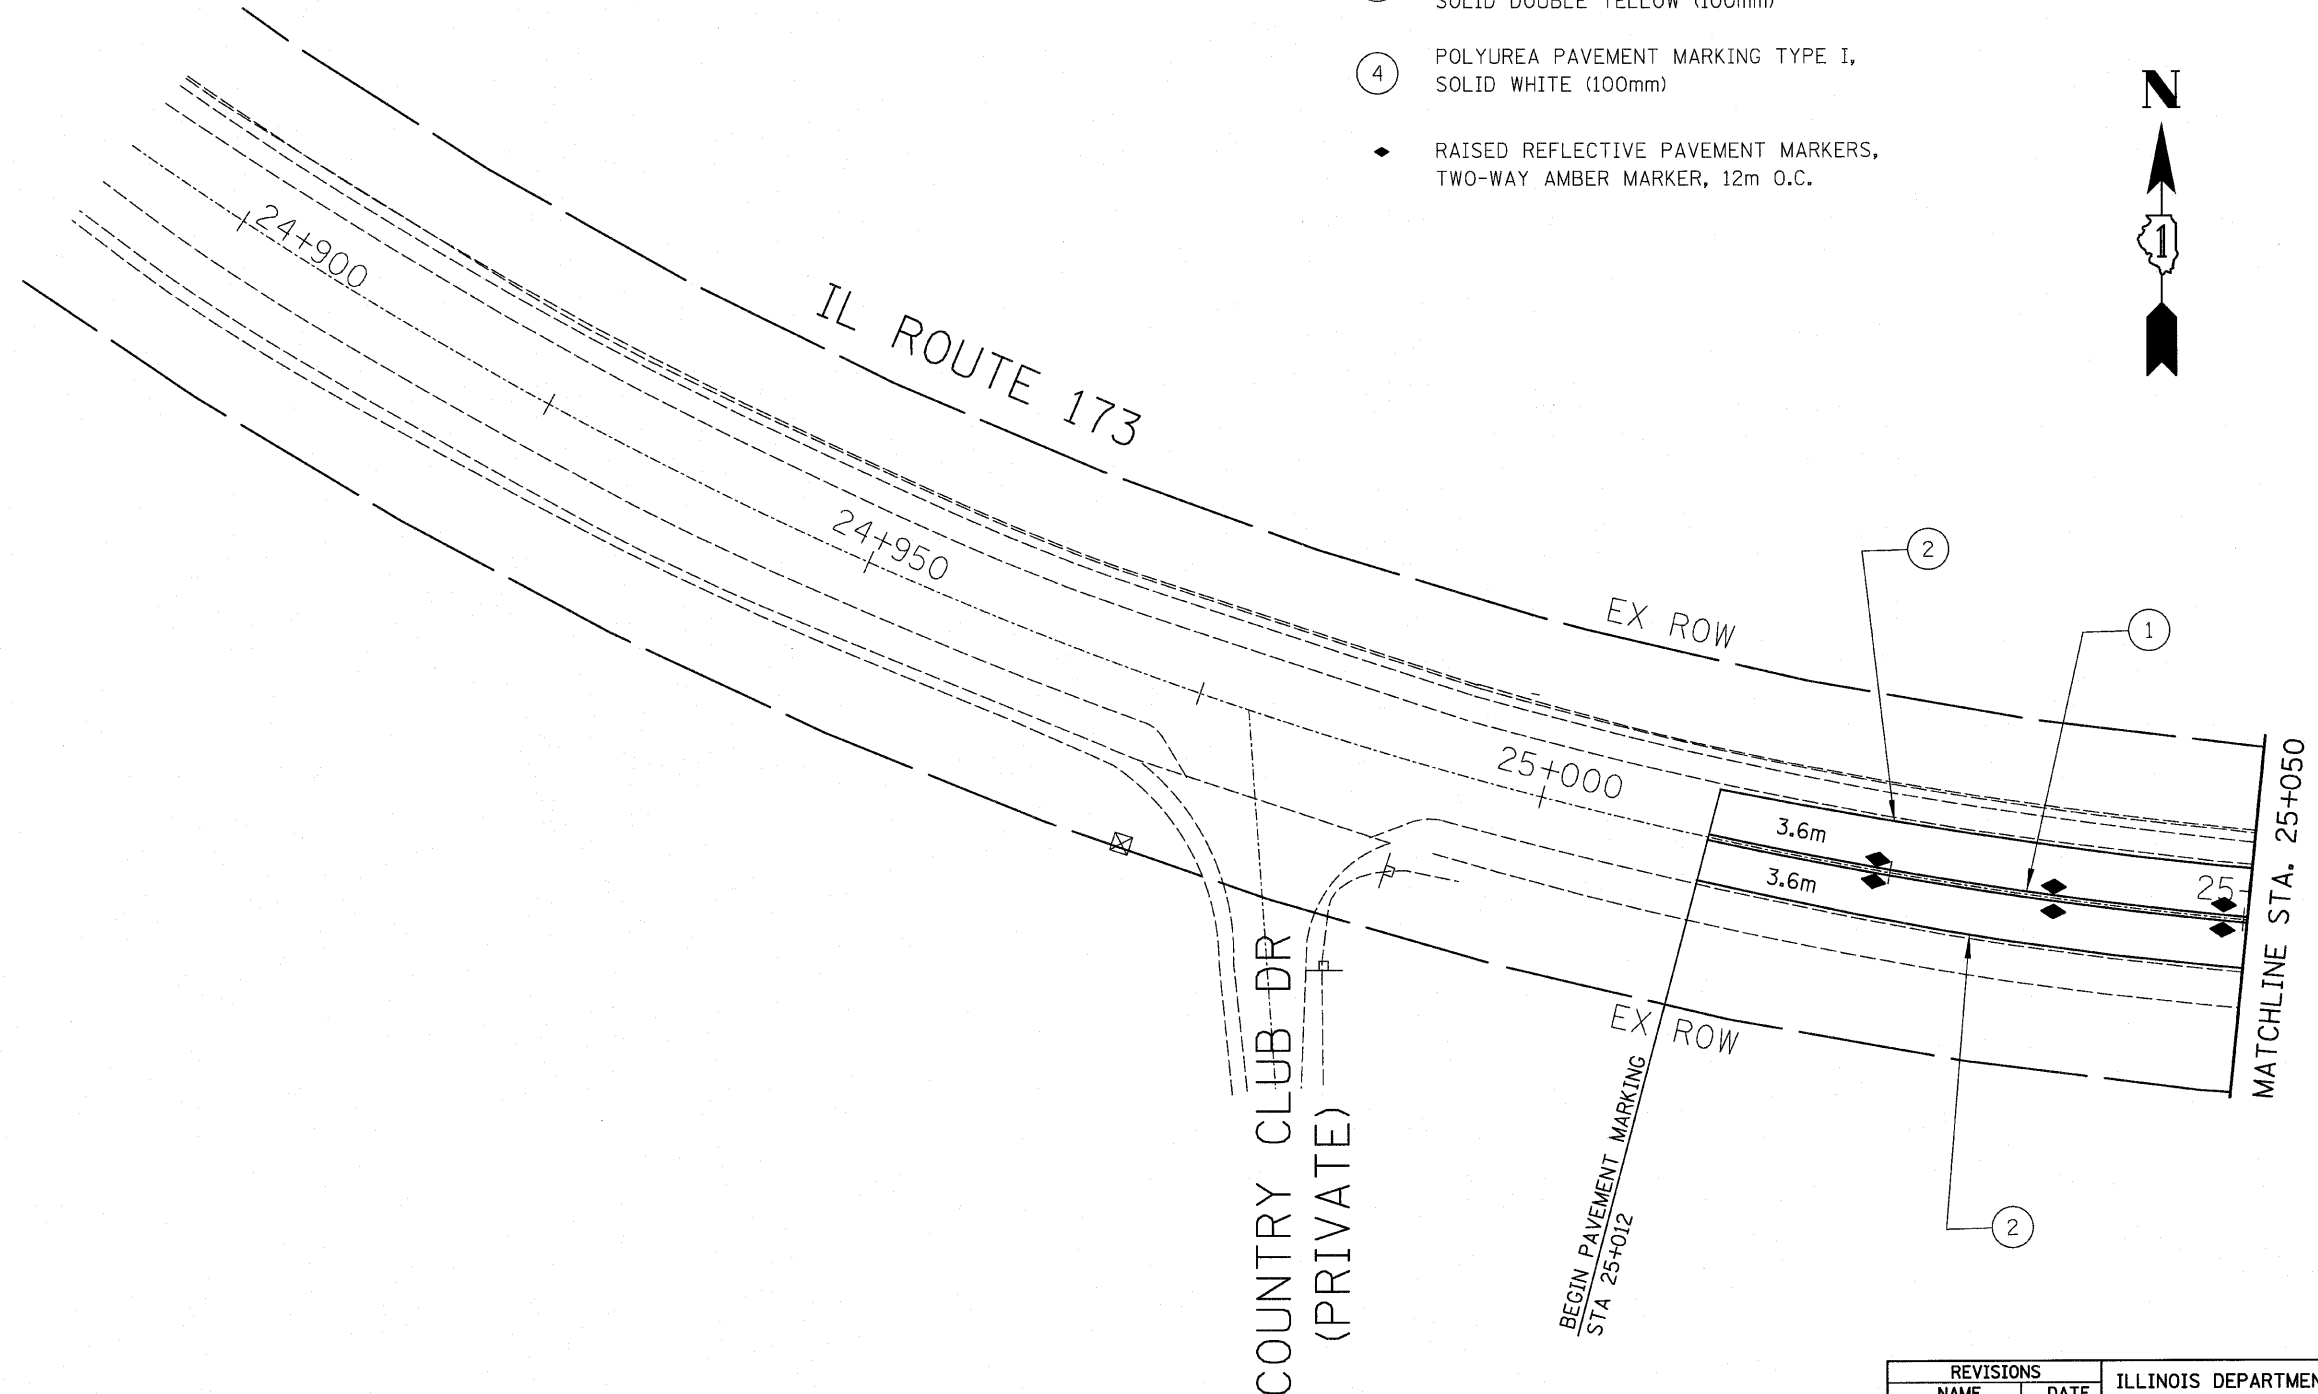 SOLID DOUBLE YELLOW (100mm)
4
POLYUREA PAVEMENT MARKING TYPE I,
SOLID WHITE (100mm)
RAISED REFLECTIVE PAVEMENT MARKERS,
TWO-WAY AMBER MARKER, 12m O.C.
N
1
24+900
IL ROUTE 173
24+950
2
EX ROW
1
25+000
3.6m
3.6m
25-
MATCHLINE STA. 25+050
EX ROW
COUNTRY CLUB DR
(PRIVATE)
BEGIN PAVEMENT MARKING
STA 25+012
2
REVISIONS
NAME DATE
ILLINOIS DEPARTMEN